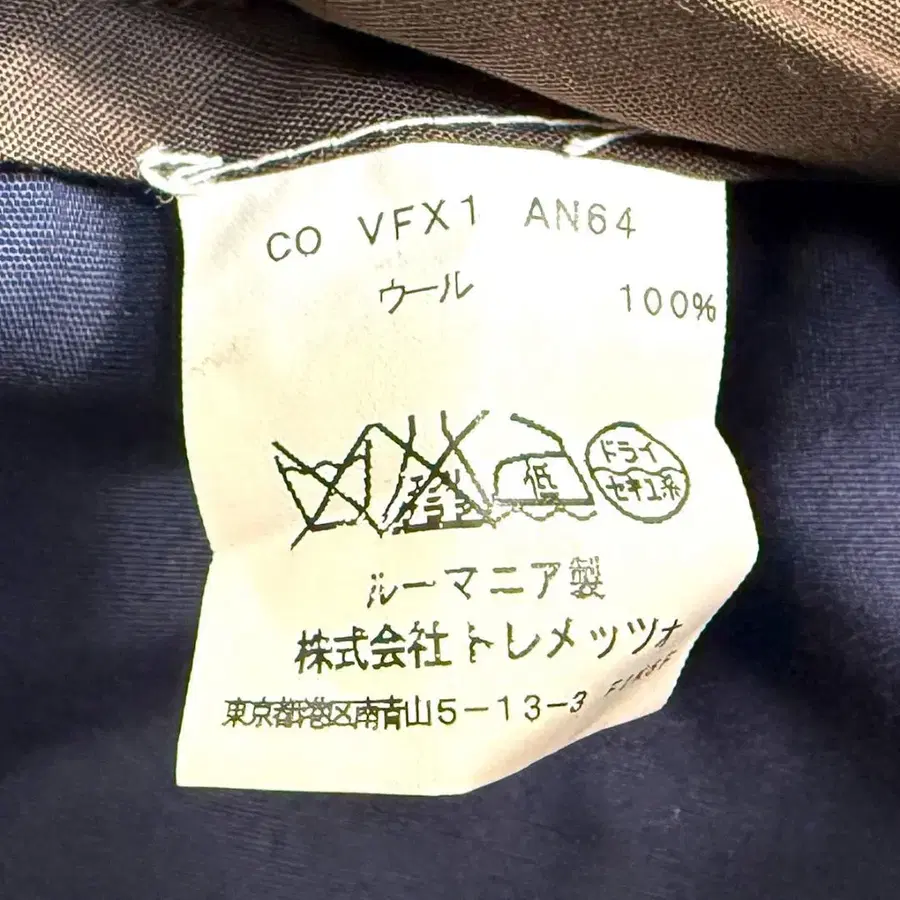 CO VFX1 AN64
ウール 100%
低
ドライ
セキユ系
ルーマニア製
株式会社トレメッツォ
東京都港区南青山5-13-3